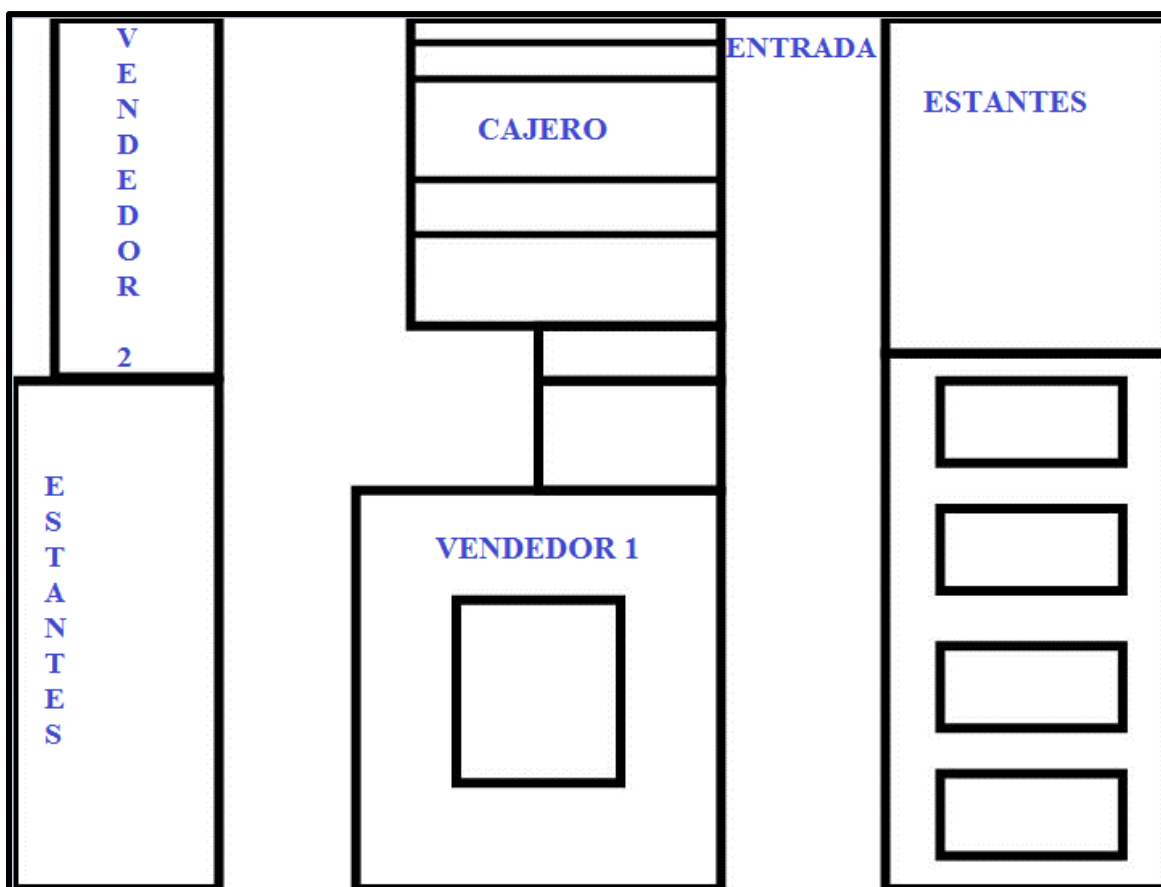 VENDEDOR 2
ENTRADA
ESTANTES
CAJERO
ESTANTES
VENDEDOR 1